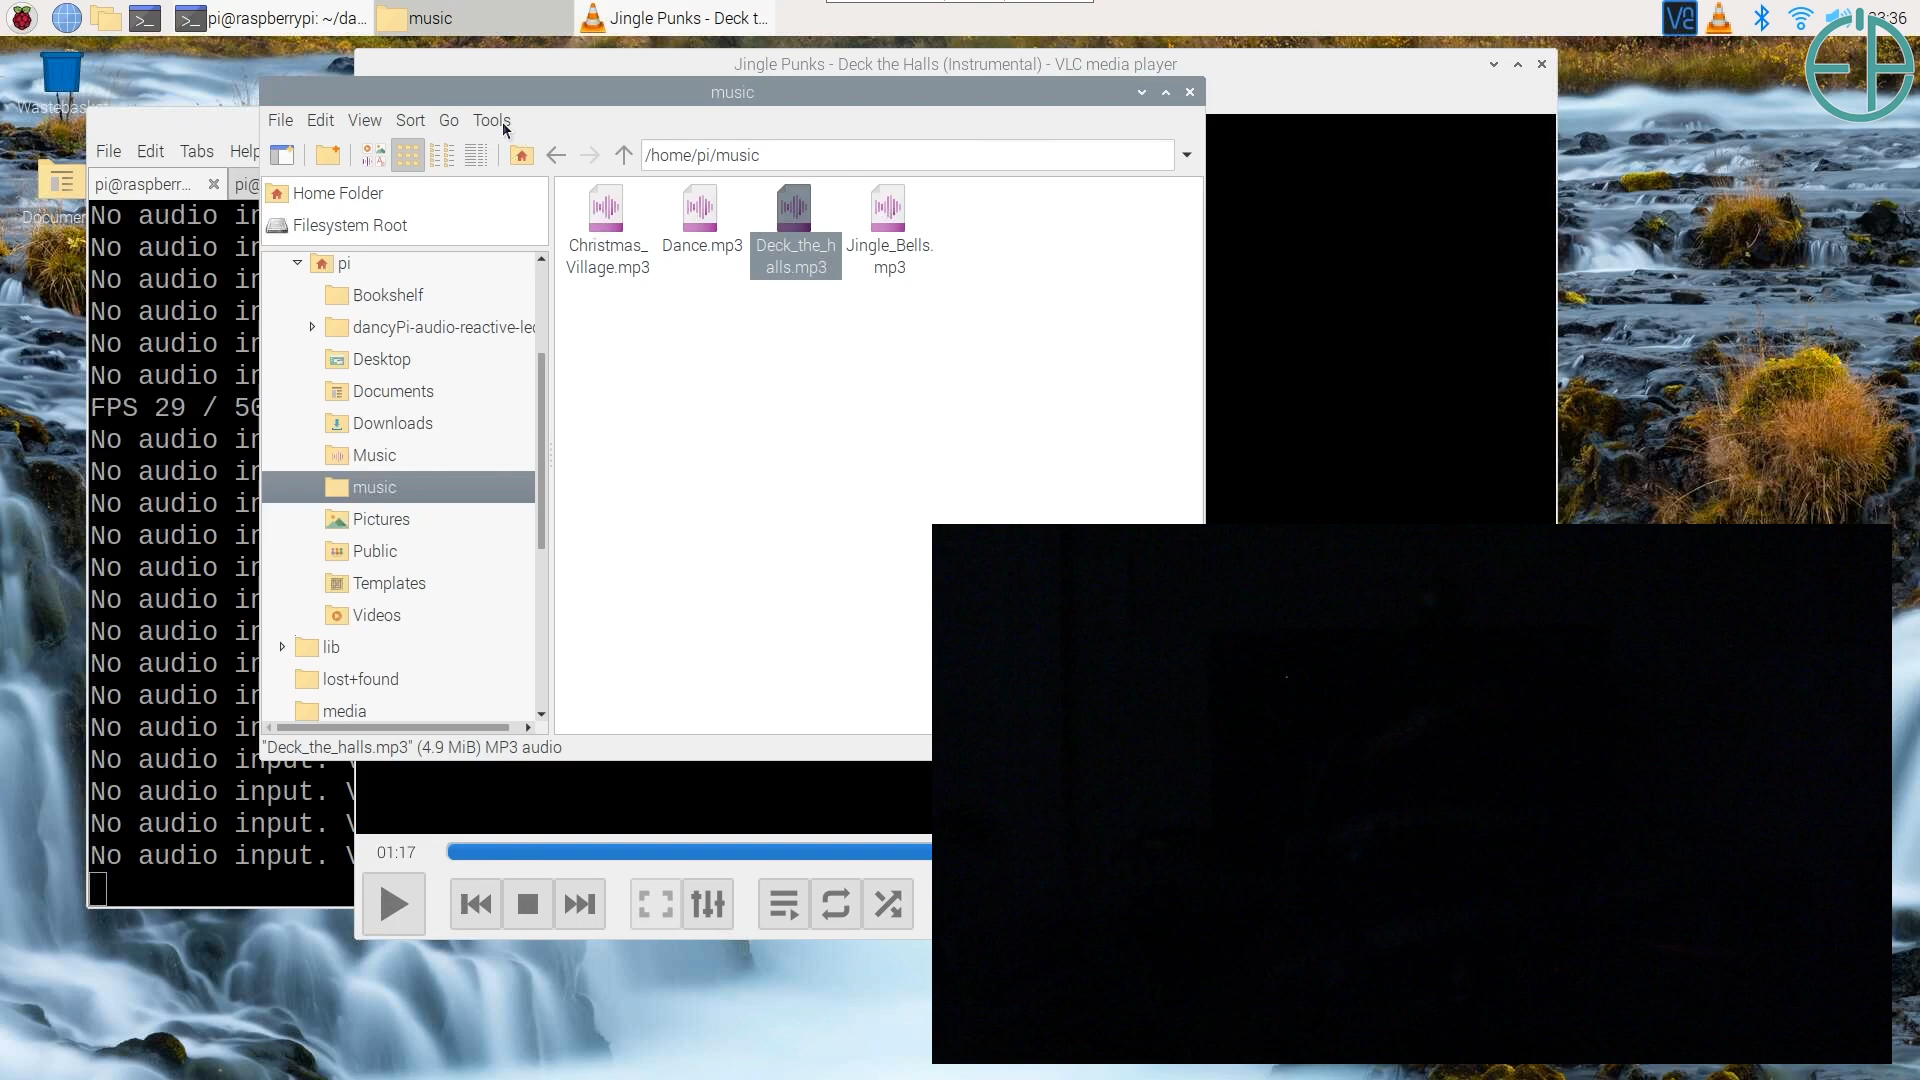 pi@raspberrypi: ~/da...
music
Jingle Punks - Deck t...
Jingle Punks - Deck the Halls (Instrumental) - VLC media player
music
File Edit View Sort Go Tools
/home/pi/music
Wastebasket
File Edit Tabs Help
pi@raspberr...
pi@
Home Folder
Filesystem Root
pi
Bookshelf
dancyPi-audio-reactive-led
Desktop
Documents
Downloads
Music
music
Pictures
Public
Templates
Videos
lib
lost+found
media
Christmas_
Village.mp3
Dance.mp3
Deck_the_h
alls.mp3
Jingle_Bells.
mp3
"Deck_the_halls.mp3" (4.9 MiB) MP3 audio
Documen
No audio in
No audio in
No audio in
No audio in
No audio in
No audio in
FPS 29 / 50
No audio in
No audio in
No audio in
No audio in
No audio in
No audio in
No audio in
No audio in
No audio in
No audio in
No audio input.
No audio input. V
No audio input. V
No audio input. V
01:17